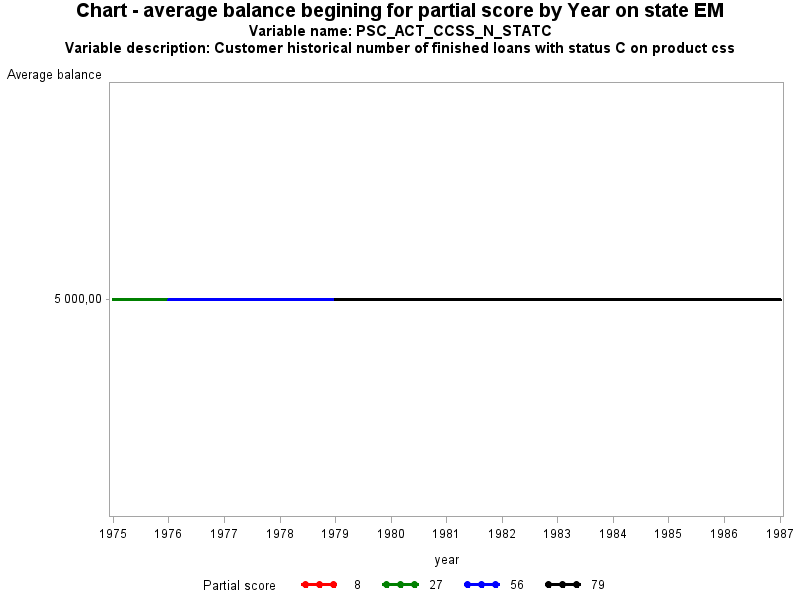 Chart - average balance begining for partial score by Year on state EM
Variable name: PSC_ACT_CCSS_N_STATC
Variable description: Customer historical number of finished loans with status C on product css
Average balance
5 000,00
1975 1976 1977 1978 1979 1980 1981 1982 1983 1984 1985 1986 1987
year
Partial score 8 27 56 79